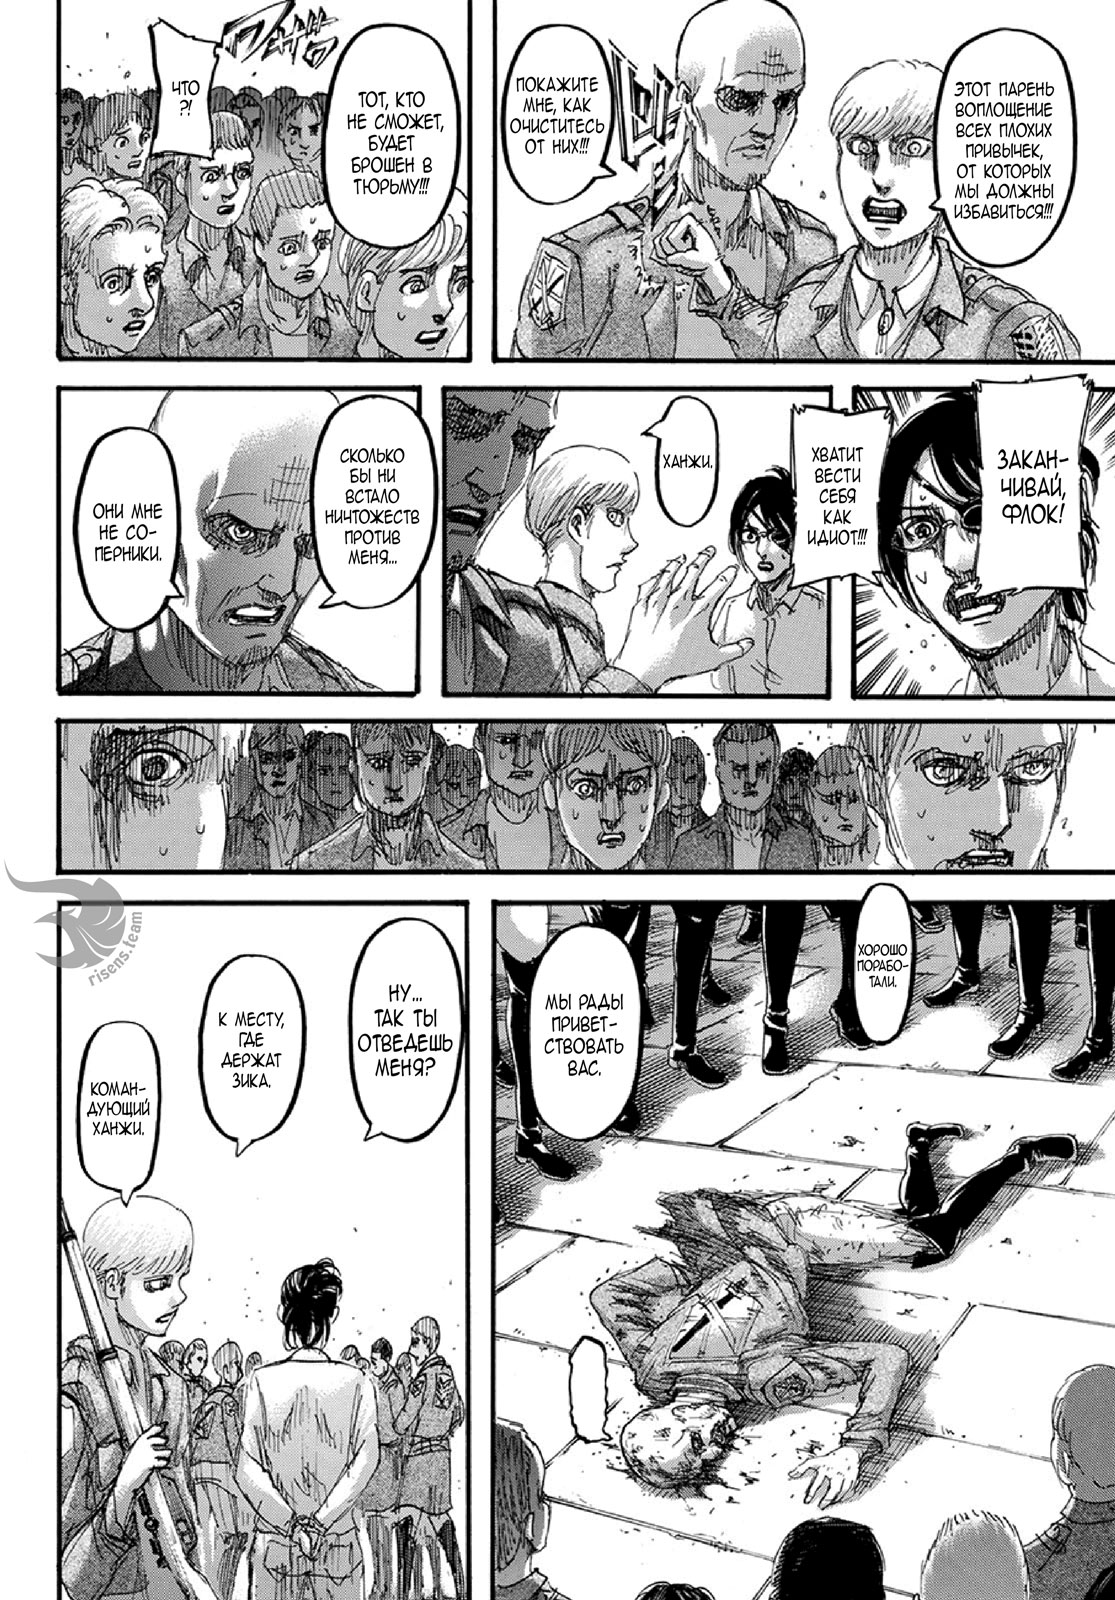 ЭТОТ ПАРЕНЬ
ВОПЛОЩЕНИЕ
ВСЕХ ПЛОХИХ
ПРИВЫЧЕК,
ОТ КОТОРЫХ
МЫ ДОЛЖНЫ
ИЗБАВИТЬСЯ!!!
ПОКАЖИТЕ
МНЕ, КАК
ОЧИСТИТЕСЬ
ОТ НИХ!!!
ТОТ, КТО
НЕ СМОЖЕТ,
БУДЕТ
БРОШЕН В
ТЮРЬМУ!!!
ЧТО
?!
ЗАКАН-
ЧИВАЙ,
ФЛОК!
ХВАТИТ
ВЕСТИ
СЕБЯ
КАК
ИДИОТ!!!
ХАНЖИ.
СКОЛЬКО
БЫ НИ
ВСТАЛО
НИЧТОЖЕСТВ
ПРОТИВ
МЕНЯ...
ОНИ МНЕ
НЕ СО-
ПЕРНИКИ.
ХОРОШО
ПОРАБО-
ТАЛИ.
МЫ РАДЫ
ПРИВЕТ-
СТВОВАТЬ
ВАС.
НУ...
ТАК ТЫ
ОТВЕДЕШЬ
МЕНЯ?
К МЕСТУ,
ГДЕ
ДЕРЖАТ
ЗИКА.
КОМАН-
ДУЮЩИЙ
ХАНЖИ.
risens.team